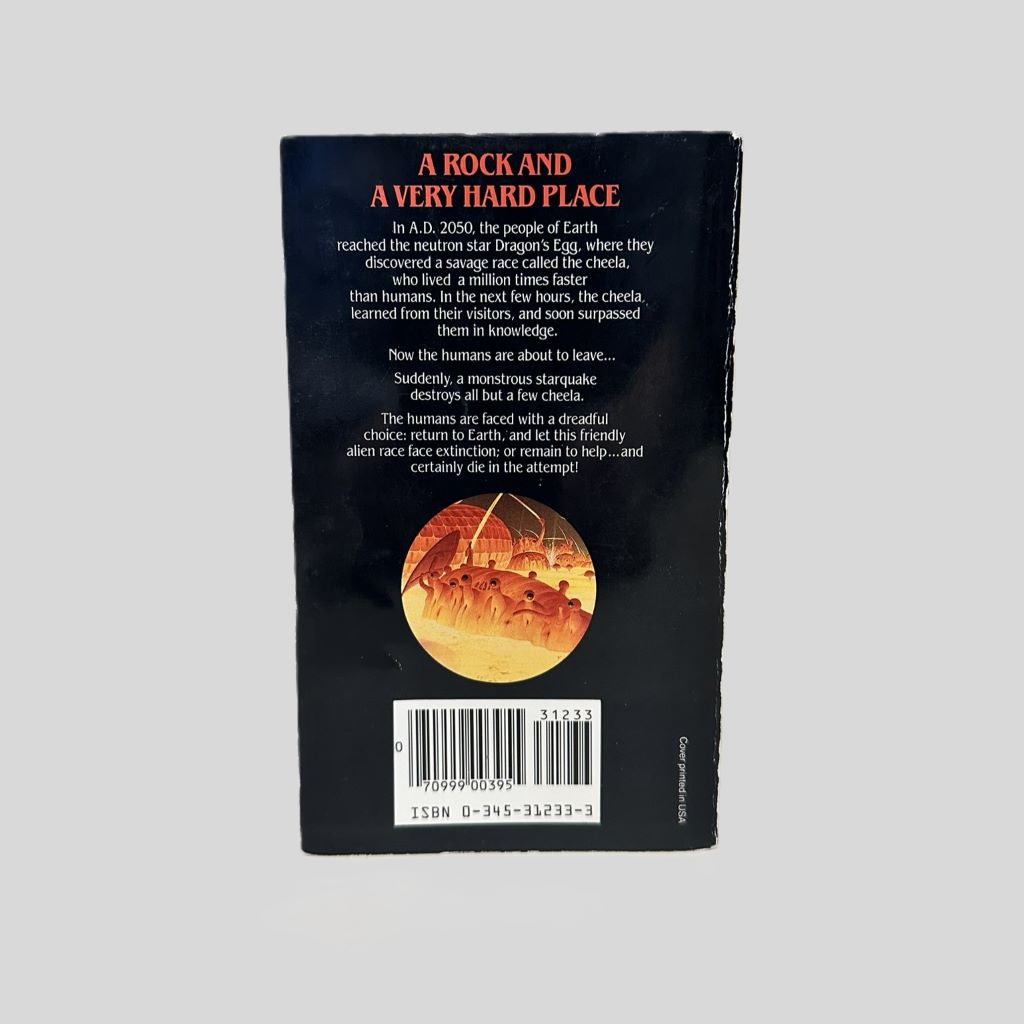 A ROCK AND
A VERY HARD PLACE
In A.D. 2050, the people of Earth
reached the neutron star Dragon's Egg, where they
discovered a savage race called the cheela,
who lived a million times faster
than humans. In the next few hours, the cheela
learned from their visitors, and soon surpassed
them in knowledge.
Now the humans are about to leave...
Suddenly, a monstrous starquake
destroys all but a few cheela.
The humans are faced with a dreadful
choice: return to Earth, and let this friendly
alien race face extinction; or remain to help...and
certainly die in the attempt!
31233
0
70999 00395
ISBN 0-345-31233-3
Cover printed in USA